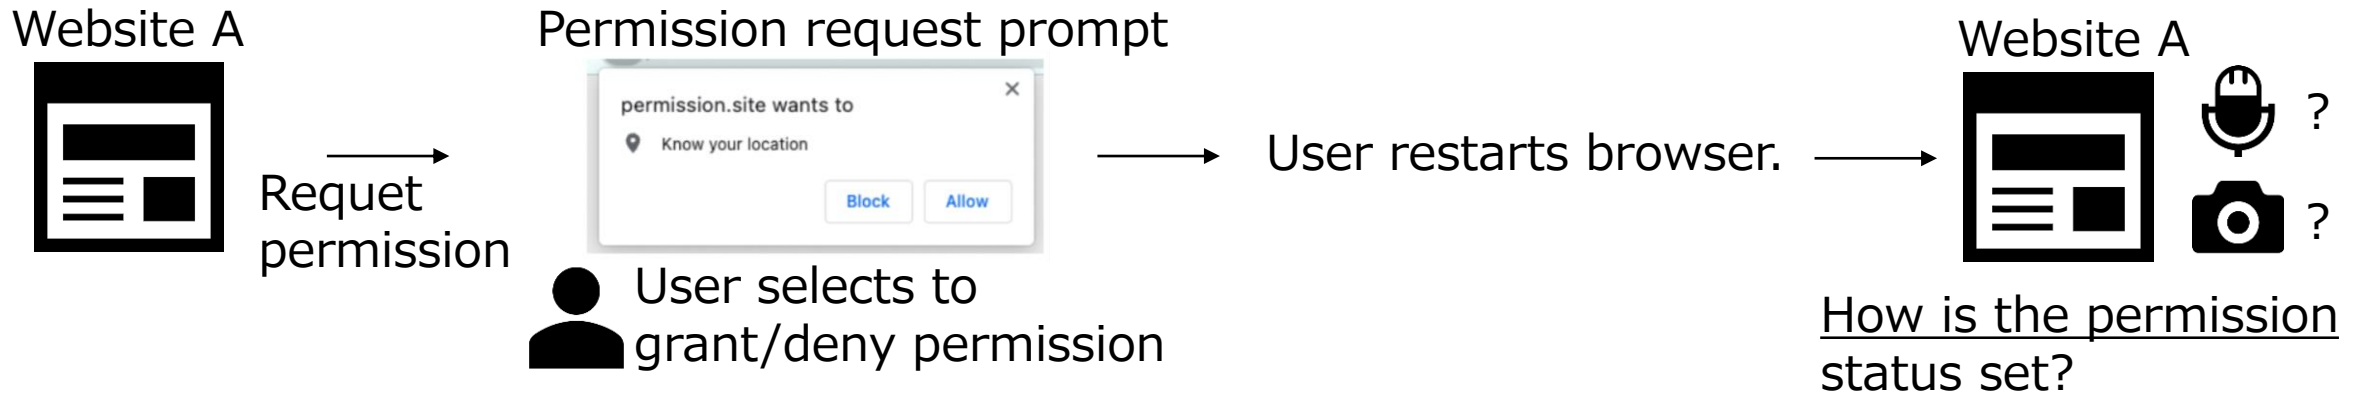 Website A
Requet
permission
Permission request prompt
permission.site wants to
Know your location
Block
Allow
User selects to
grant/deny permission
User restarts browser.
Website A
?
?
How is the permission
status set?